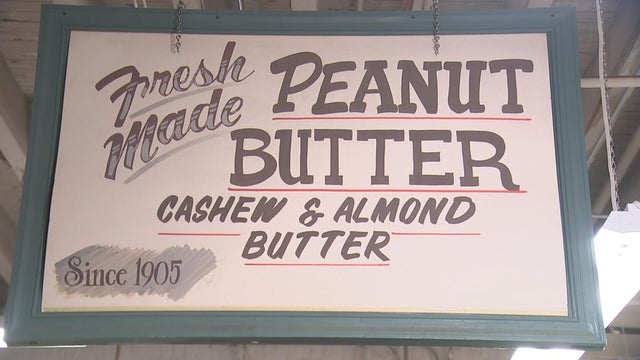 Fresh
Made
PEANUT
BUTTER
CASHEW & ALMOND
BUTTER
Since 1905